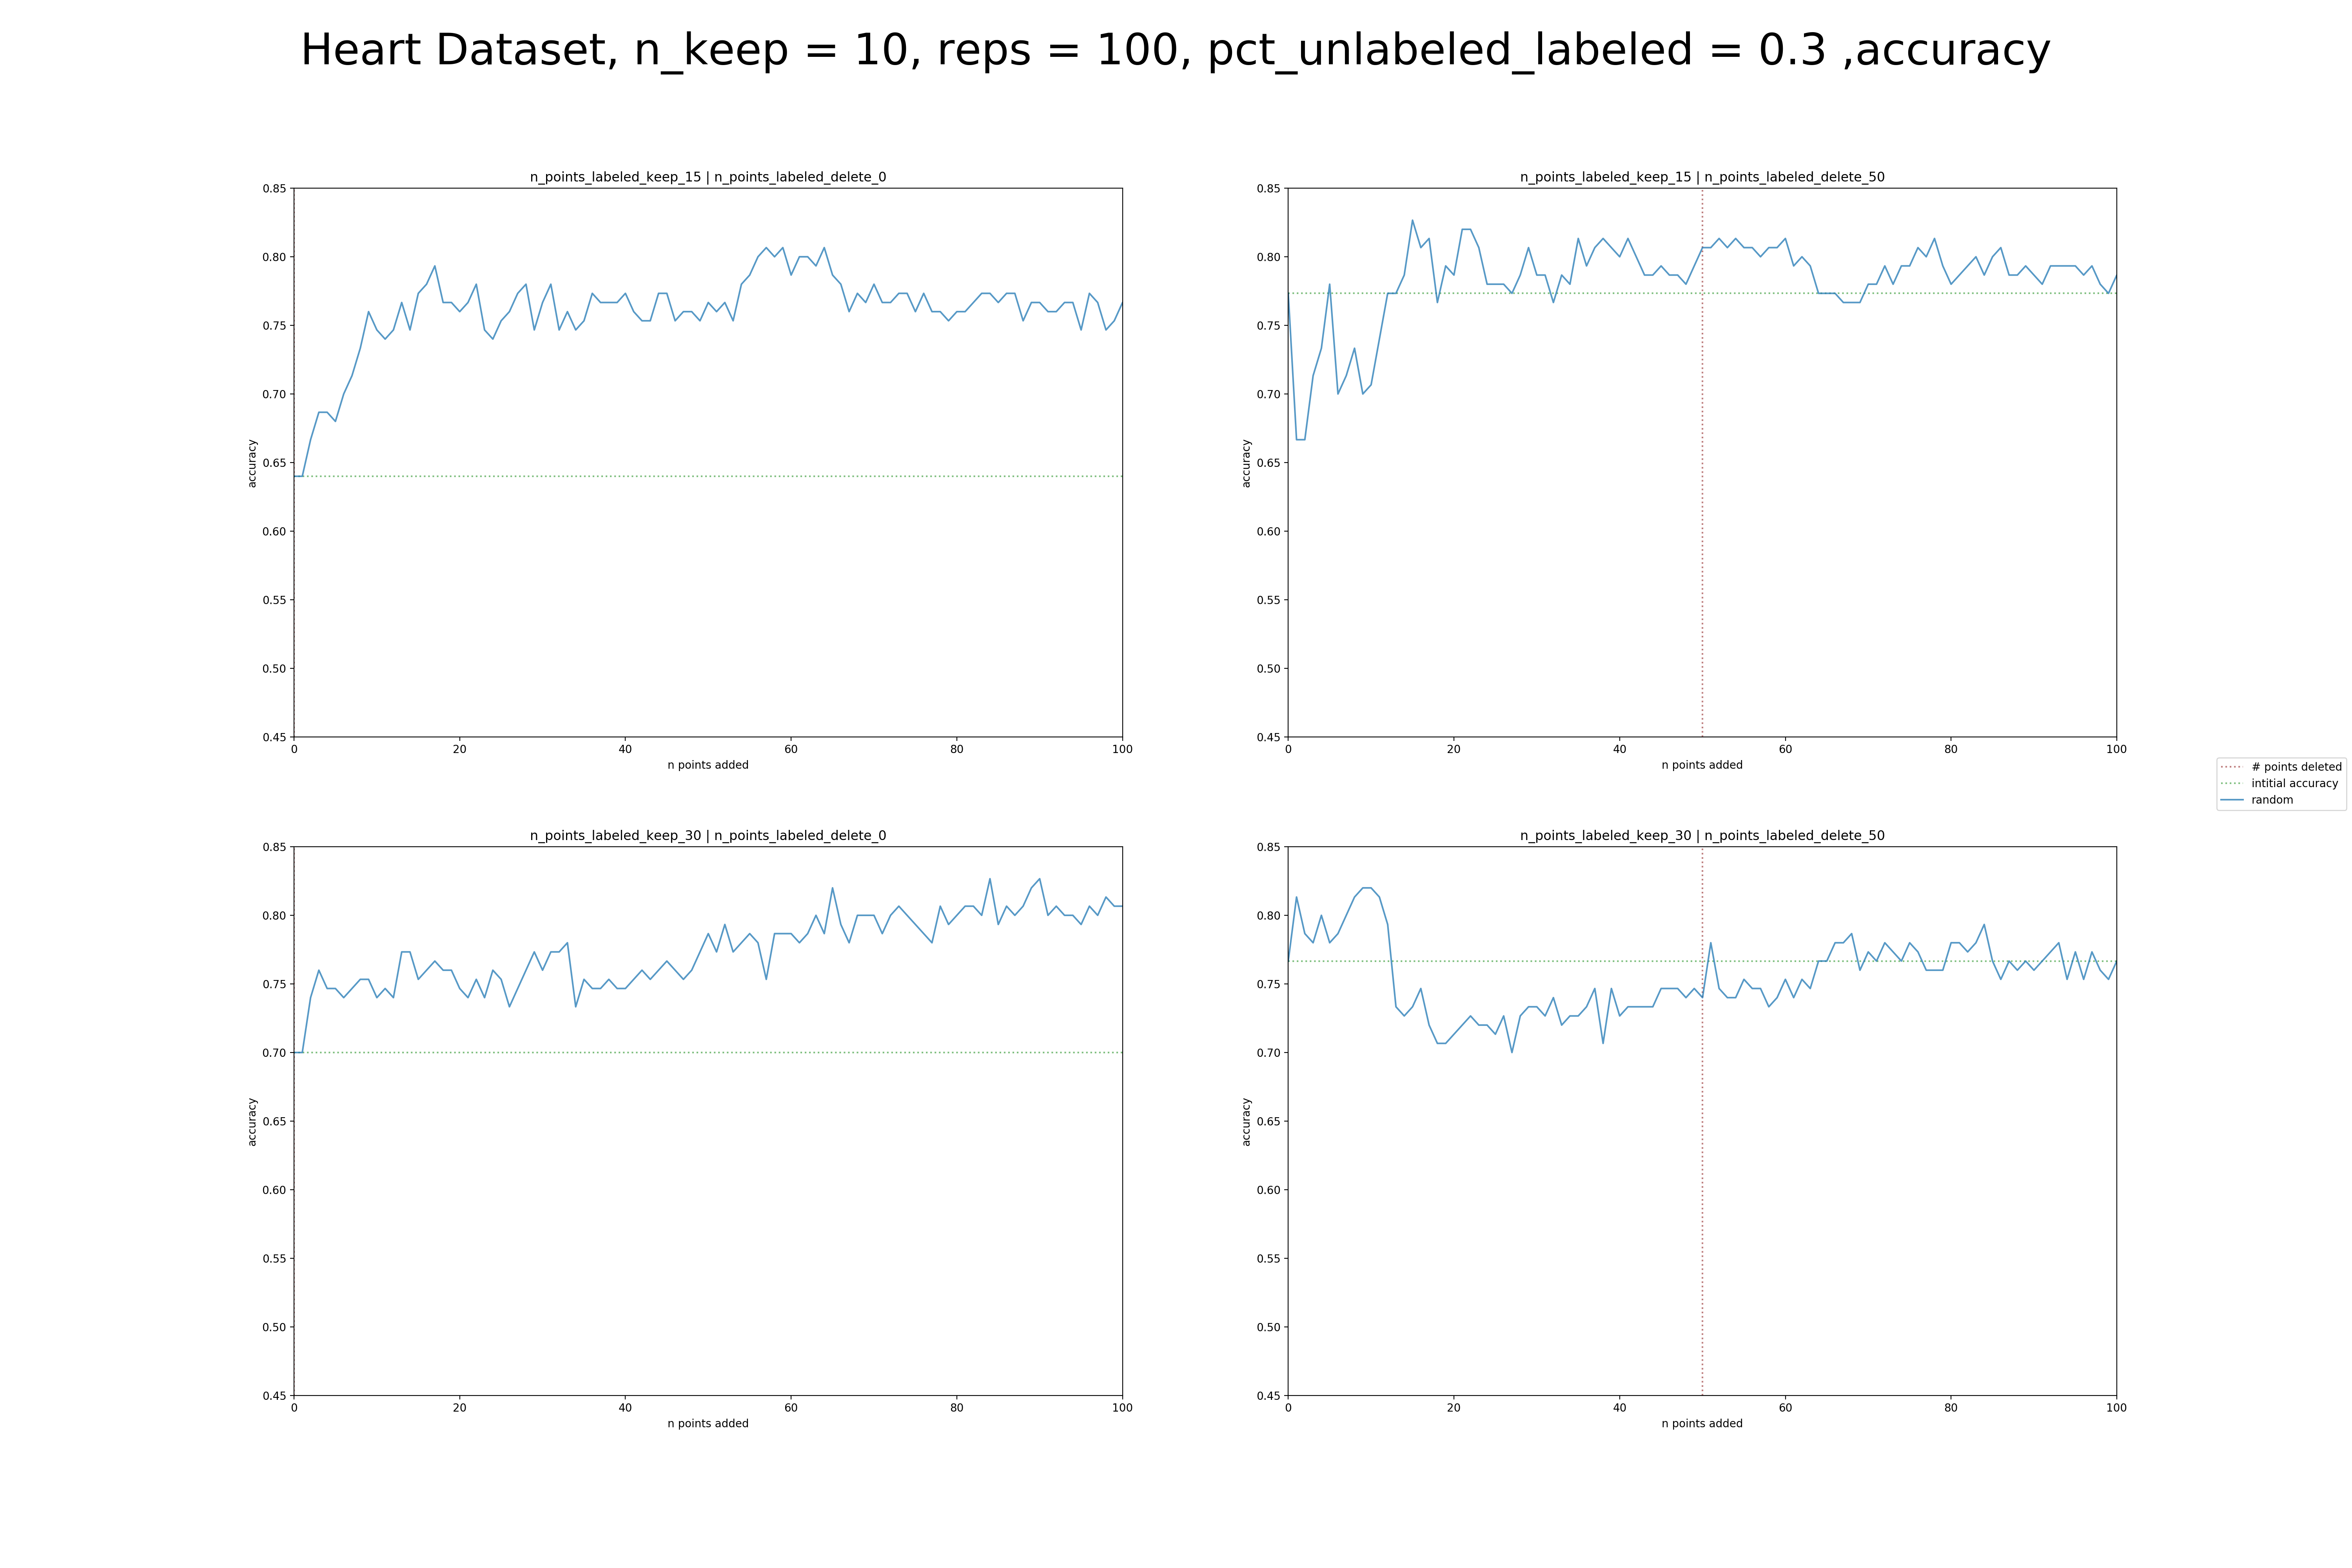 Heart Dataset, n_keep = 10, reps = 100, pct_unlabeled_labeled = 0.3 ,accuracy
n_points_labeled_keep_15 | n_points_labeled_delete_0
0.85
0.80
0.75
0.70
0.65
0.60
0.55
0.50
0.45
accuracy
0 20 40 60 80 100
n points added
n_points_labeled_keep_15 | n_points_labeled_delete_50
0.85
0.80
0.75
0.70
0.65
0.60
0.55
0.50
0.45
accuracy
0 20 40 60 80 100
n points added
# points deleted
intitial accuracy
random
n_points_labeled_keep_30 | n_points_labeled_delete_0
0.85
0.80
0.75
0.70
0.65
0.60
0.55
0.50
0.45
accuracy
0 20 40 60 80 100
n points added
n_points_labeled_keep_30 | n_points_labeled_delete_50
0.85
0.80
0.75
0.70
0.65
0.60
0.55
0.50
0.45
accuracy
0 20 40 60 80 100
n points added